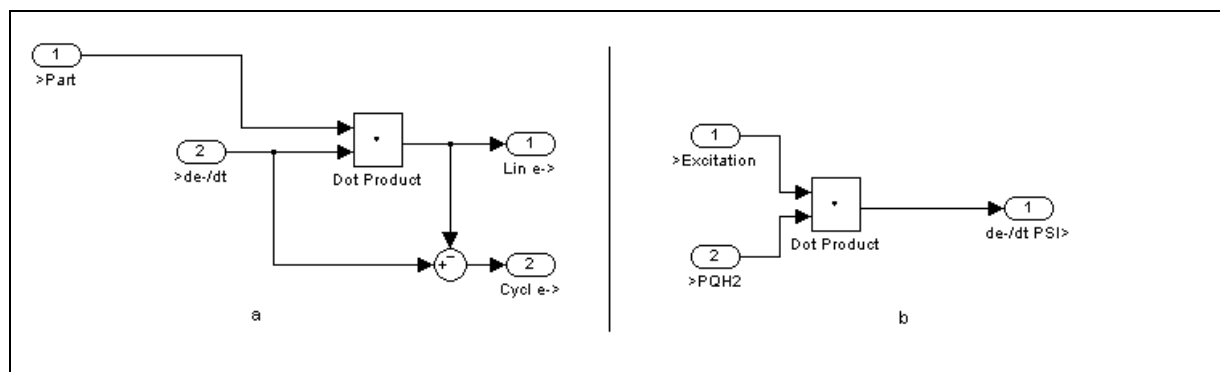 1
>Part
2
>de-/dt
Dot Product
1
Lin e->
+
−
2
Cycl e->
a
1
>Excitation
2
>PQH2
Dot Product
1
de-/dt PSI>
b